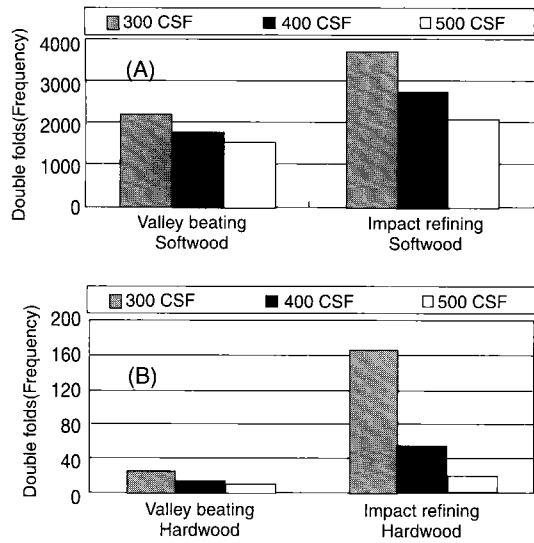 300 CSF 400 CSF 500 CSF
Double folds(Frequency)
4000
3000
2000
1000
0
(A)
Valley beating Impact refining
Softwood Softwood
300 CSF 400 CSF 500 CSF
Double folds(Frequency)
200
160
120
80
40
0
(B)
Valley beating Impact refining
Hardwood Hardwood